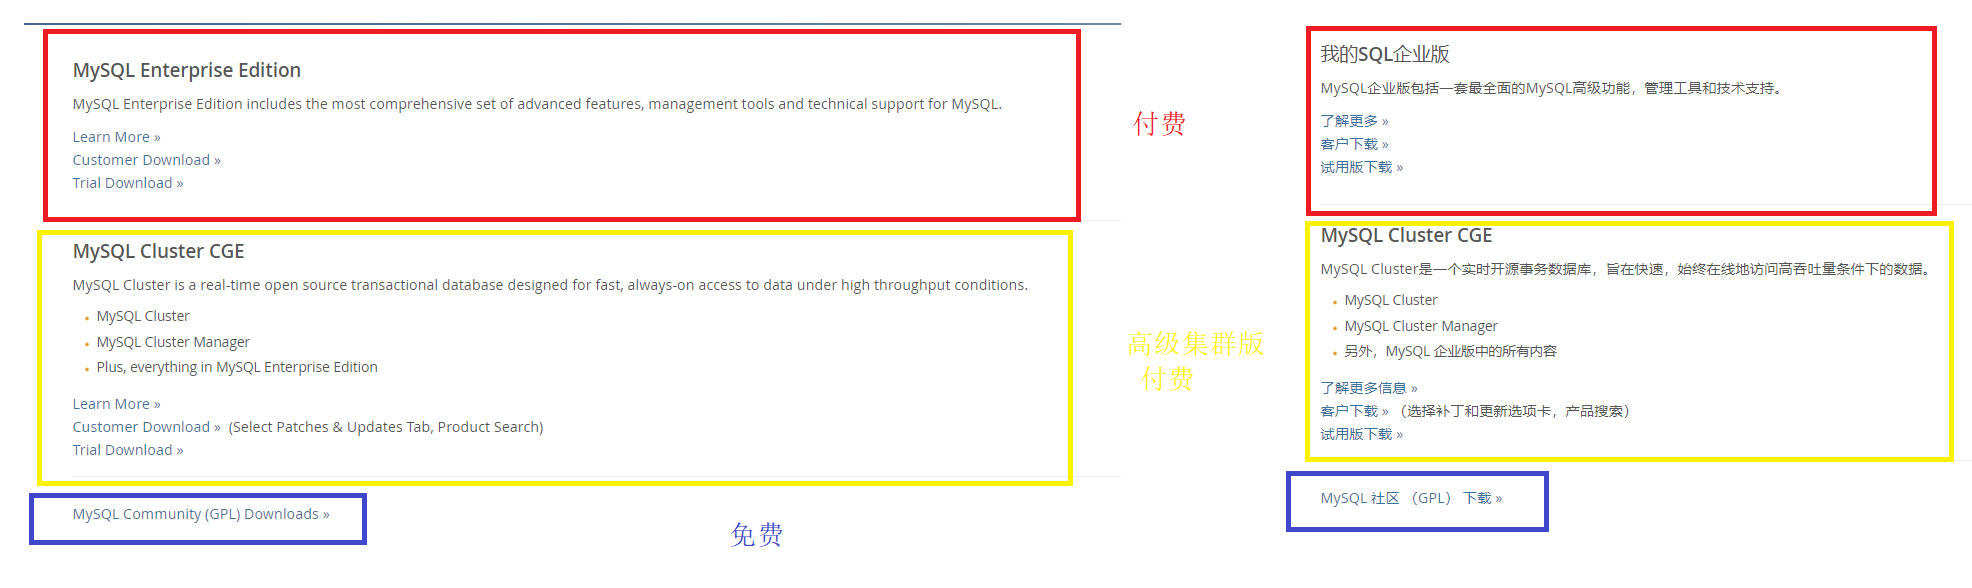 MySQL Enterprise Edition
MySQL Enterprise Edition includes the most comprehensive set of advanced features, management tools and technical support for MySQL.
Learn More »
Customer Download »
Trial Download »
付费
MySQL Cluster CGE
MySQL Cluster is a real-time open source transactional database designed for fast, always-on access to data under high throughput conditions.
• MySQL Cluster
• MySQL Cluster Manager
• Plus, everything in MySQL Enterprise Edition
Learn More »
Customer Download » (Select Patches & Updates Tab, Product Search)
Trial Download »
高级集群版
付费
MySQL Community (GPL) Downloads »
免费
我的SQL企业版
MySQL企业版包括一套最全面的MySQL高级功能，管理工具和技术支持。
了解更多 »
客户下载 »
试用版下载 »
MySQL Cluster CGE
MySQL Cluster是一个实时开源事务数据库，旨在快速，始终在线地访问高吞吐量条件下的数据。
• MySQL Cluster
• MySQL Cluster Manager
• 另外，MySQL 企业版中的所有内容
了解更多信息 »
客户下载 » （选择补丁和更新选项卡，产品搜索）
试用版下载 »
MySQL 社区 （GPL） 下载 »